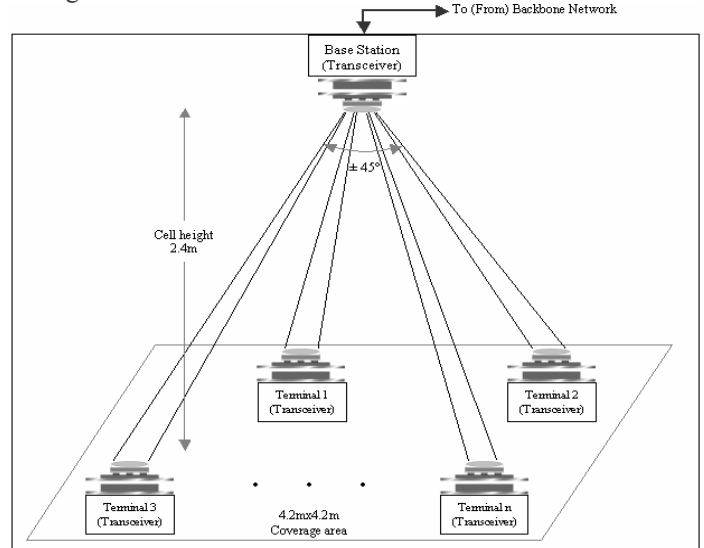 To (From) Backbone Network
Base Station
(Transceiver)
± 45°
Cell height
2.4m
Terminal 1
(Transceiver)
Terminal 2
(Transceiver)
Terminal 3
(Transceiver)
Terminal n
(Transceiver)
4.2mx4.2m
Coverage area